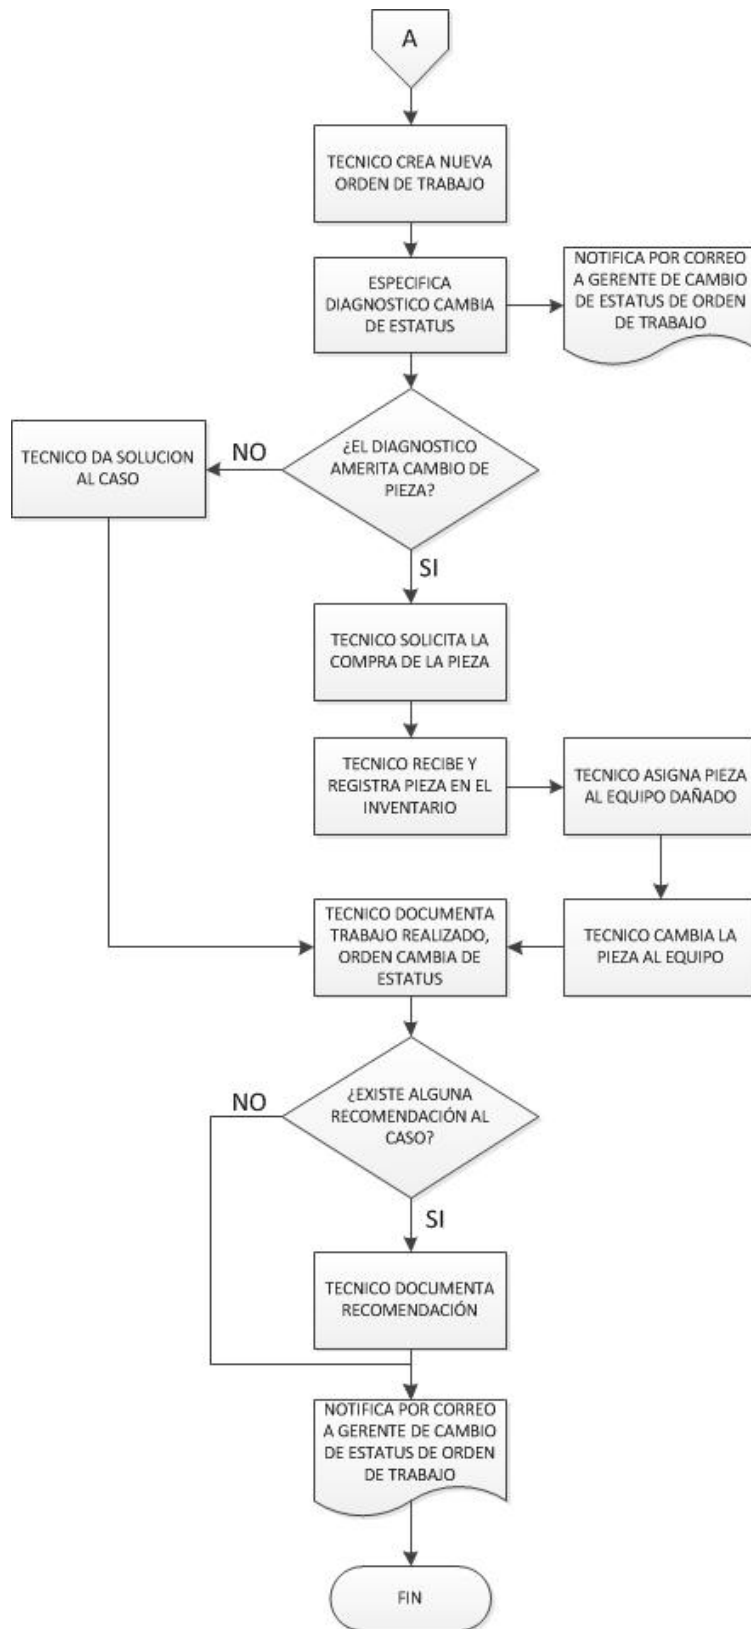 A
TECNICO CREA NUEVA
ORDEN DE TRABAJO
ESPECIFICA
DIAGNOSTICO CAMBIA
DE ESTATUS
NOTIFICA POR CORREO
A GERENTE DE CAMBIO
DE ESTATUS DE ORDEN
DE TRABAJO
¿EL DIAGNOSTICO
AMERITA CAMBIO DE
PIEZA?
NO
TECNICO DA SOLUCION
AL CASO
SI
TECNICO SOLICITA LA
COMPRA DE LA PIEZA
TECNICO RECIBE Y
REGISTRA PIEZA EN EL
INVENTARIO
TECNICO ASIGNA PIEZA
AL EQUIPO DAÑADO
TECNICO CAMBIA LA
PIEZA AL EQUIPO
TECNICO DOCUMENTA
TRABAJO REALIZADO,
ORDEN CAMBIA DE
ESTATUS
¿EXISTE ALGUNA
RECOMENDACIÓN AL
CASO?
NO
SI
TECNICO DOCUMENTA
RECOMENDACIÓN
NOTIFICA POR CORREO
A GERENTE DE CAMBIO
DE ESTATUS DE ORDEN
DE TRABAJO
FIN